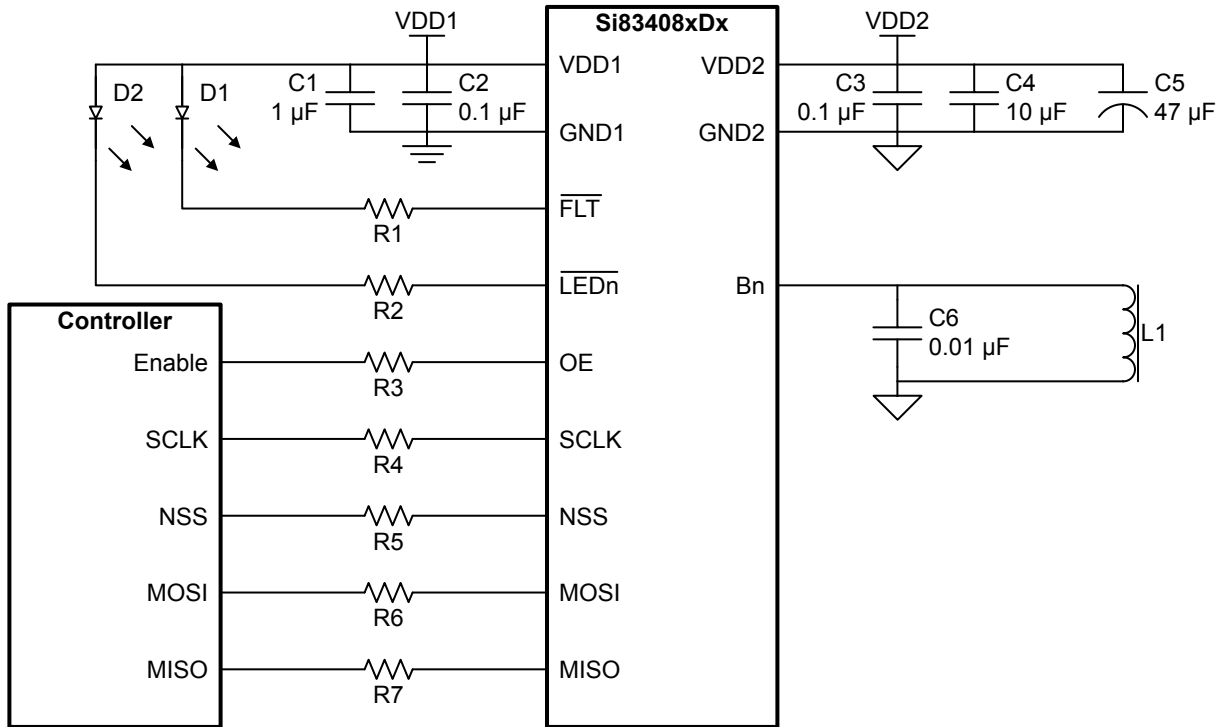 VDD1
Si83408xDx
VDD2
D2
D1
C1
1 µF
C2
0.1 µF
VDD1
VDD2
C3
0.1 µF
C4
10 µF
C5
47 µF
GND1
GND2
FLT
R1
LEDn
R2
Bn
C6
0.01 µF
L1
Controller
Enable
R3
OE
SCLK
R4
SCLK
NSS
R5
NSS
MOSI
R6
MOSI
MISO
R7
MISO